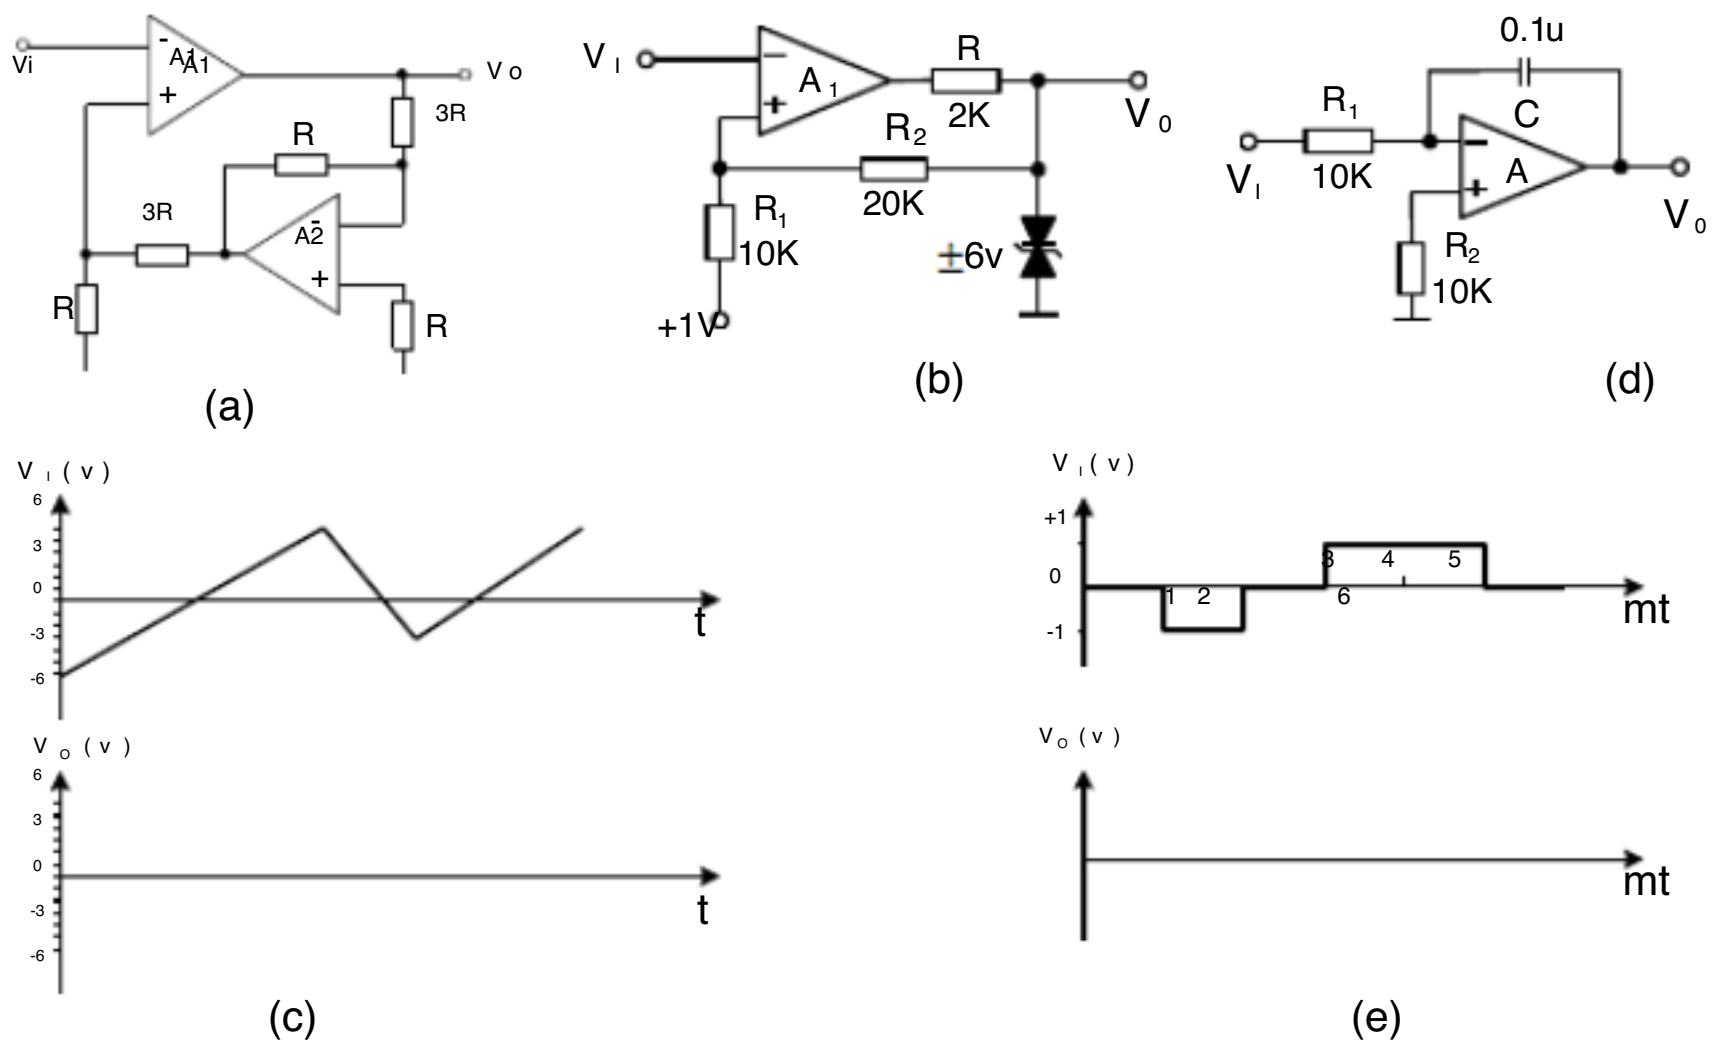 Vi
-
A1
A1
+
Vo
3R
R
3R
A2
-
+
R
R
(a)
VI
−
A1
+
R
2K
V0
R2
20K
R1
10K
±6v
+1V
(b)
0.1u
C
R1
10K
VI
−
A
+
V0
R2
10K
(d)
VI(v)
6
3
0
-3
-6
t
VO(v)
6
3
0
-3
-6
t
(c)
VI(v)
+1
0
-1
3 4 5
1 2 6
mt
VO(v)
mt
(e)